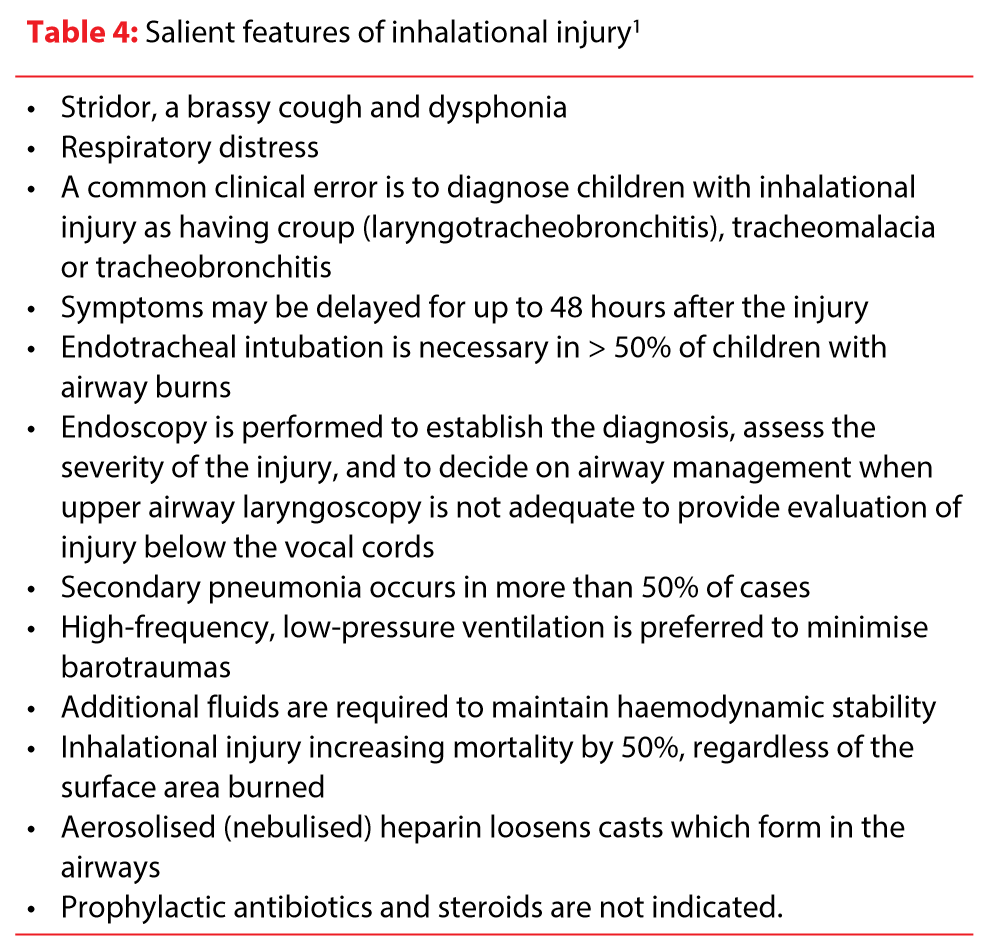 Table 4: Salient features of inhalational injury1
• Stridor, a brassy cough and dysphonia
• Respiratory distress
• A common clinical error is to diagnose children with inhalational
injury as having croup (laryngotracheobronchitis), tracheomalacia
or tracheobronchitis
• Symptoms may be delayed for up to 48 hours after the injury
• Endotracheal intubation is necessary in > 50% of children with
airway burns
• Endoscopy is performed to establish the diagnosis, assess the
severity of the injury, and to decide on airway management when
upper airway laryngoscopy is not adequate to provide evaluation of
injury below the vocal cords
• Secondary pneumonia occurs in more than 50% of cases
• High-frequency, low-pressure ventilation is preferred to minimise
barotraumas
• Additional fluids are required to maintain haemodynamic stability
• Inhalational injury increasing mortality by 50%, regardless of the
surface area burned
• Aerosolised (nebulised) heparin loosens casts which form in the
airways
• Prophylactic antibiotics and steroids are not indicated.